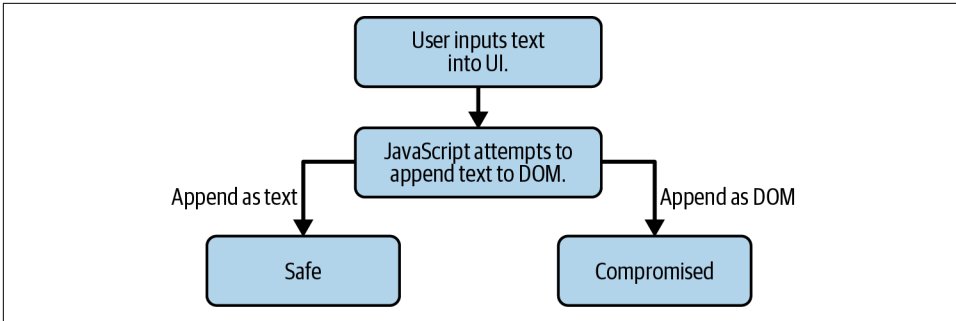 User inputs text
into UI.
JavaScript attempts to
append text to DOM.
Append as text
Append as DOM
Safe
Compromised